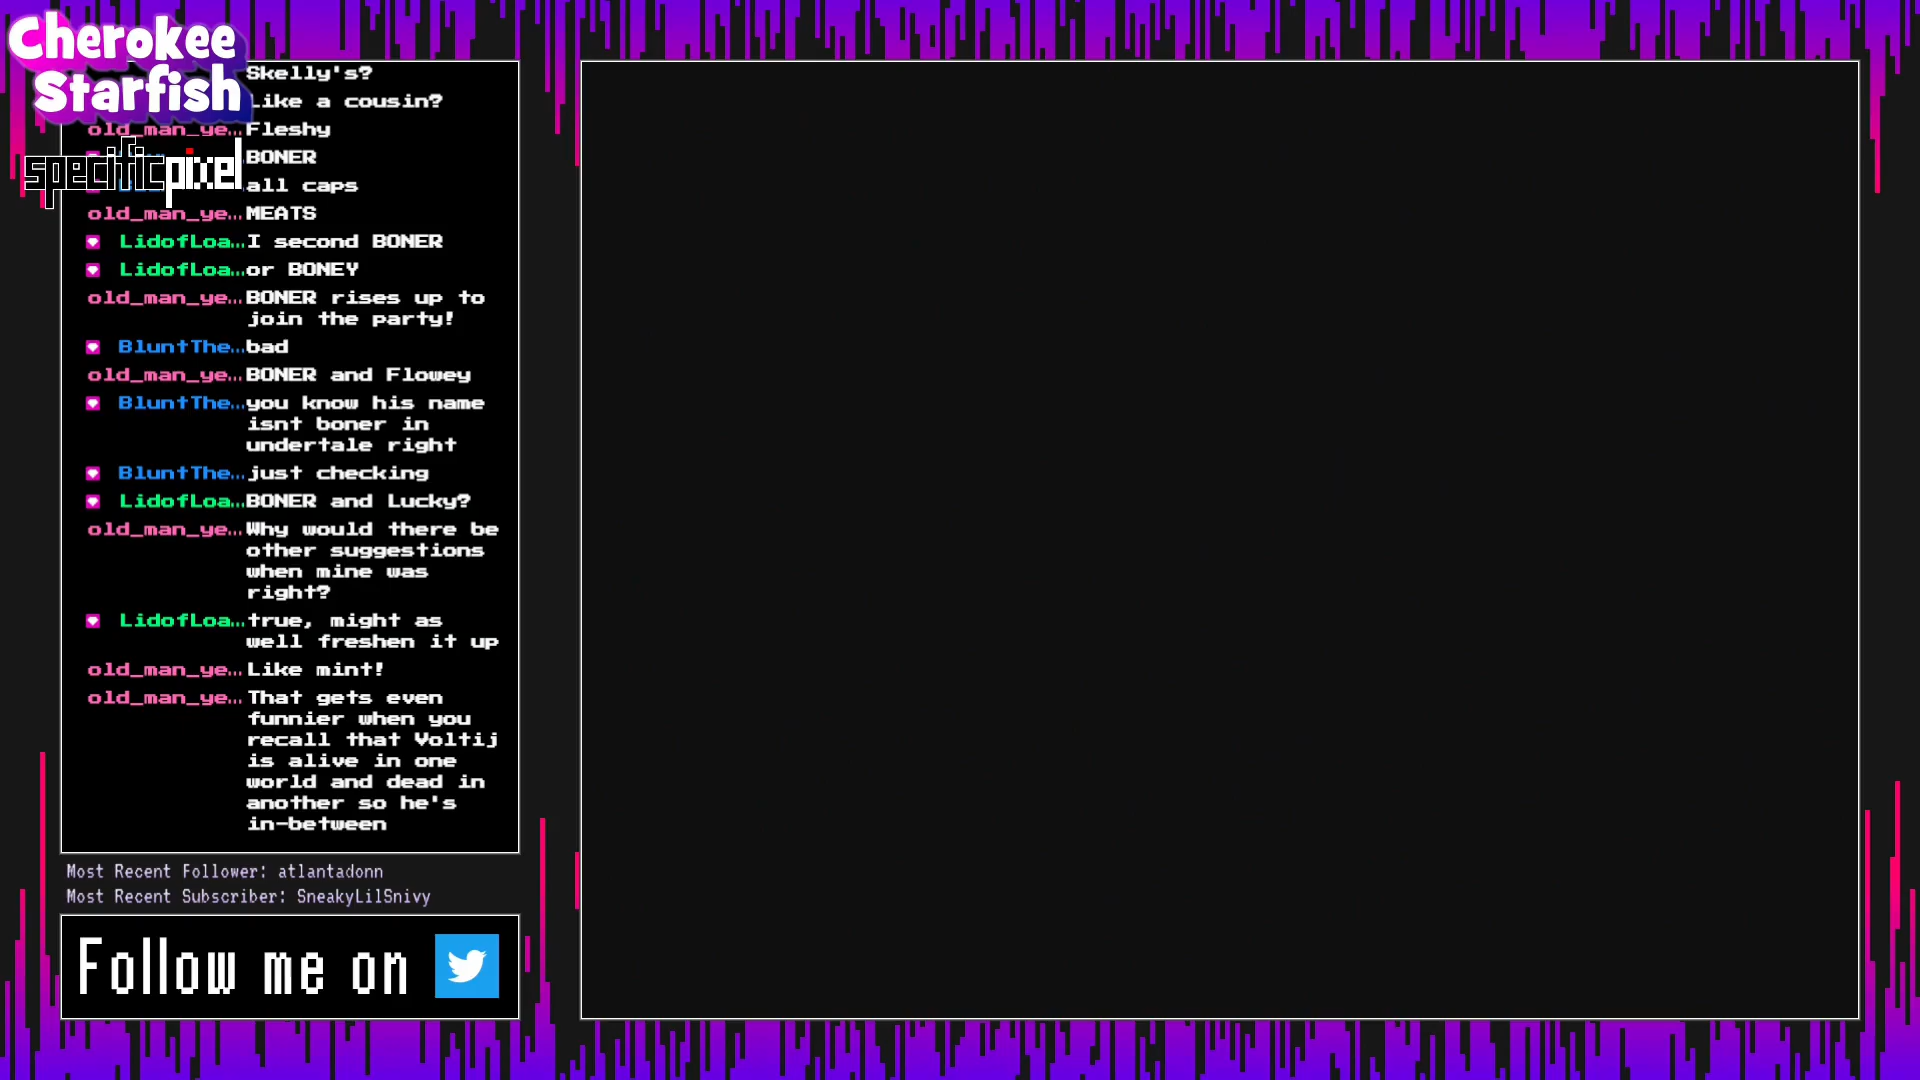 Cherokee
Starfish
specificpixel
Skelly's?
Like a cousin?
old_man_ye… Fleshy
BONER
all caps
old_man_ye… MEATS
LidofLoa… I second BONER
LidofLoa… or BONEY
old_man_ye… BONER rises up to
join the party!
BluntThe… bad
old_man_ye… BONER and Flowey
BluntThe… you know his name
isnt boner in
undertale right
BluntThe… just checking
LidofLoa… BONER and Lucky?
old_man_ye… Why would there be
other suggestions
when mine was
right?
LidofLoa… true, might as
well freshen it up
old_man_ye… Like mint!
old_man_ye… That gets even
funnier when you
recall that Voltij
is alive in one
world and dead in
another so he's
in-between
Most Recent Follower: atlantadonn
Most Recent Subscriber: SneakyLilSnivy
Follow me on